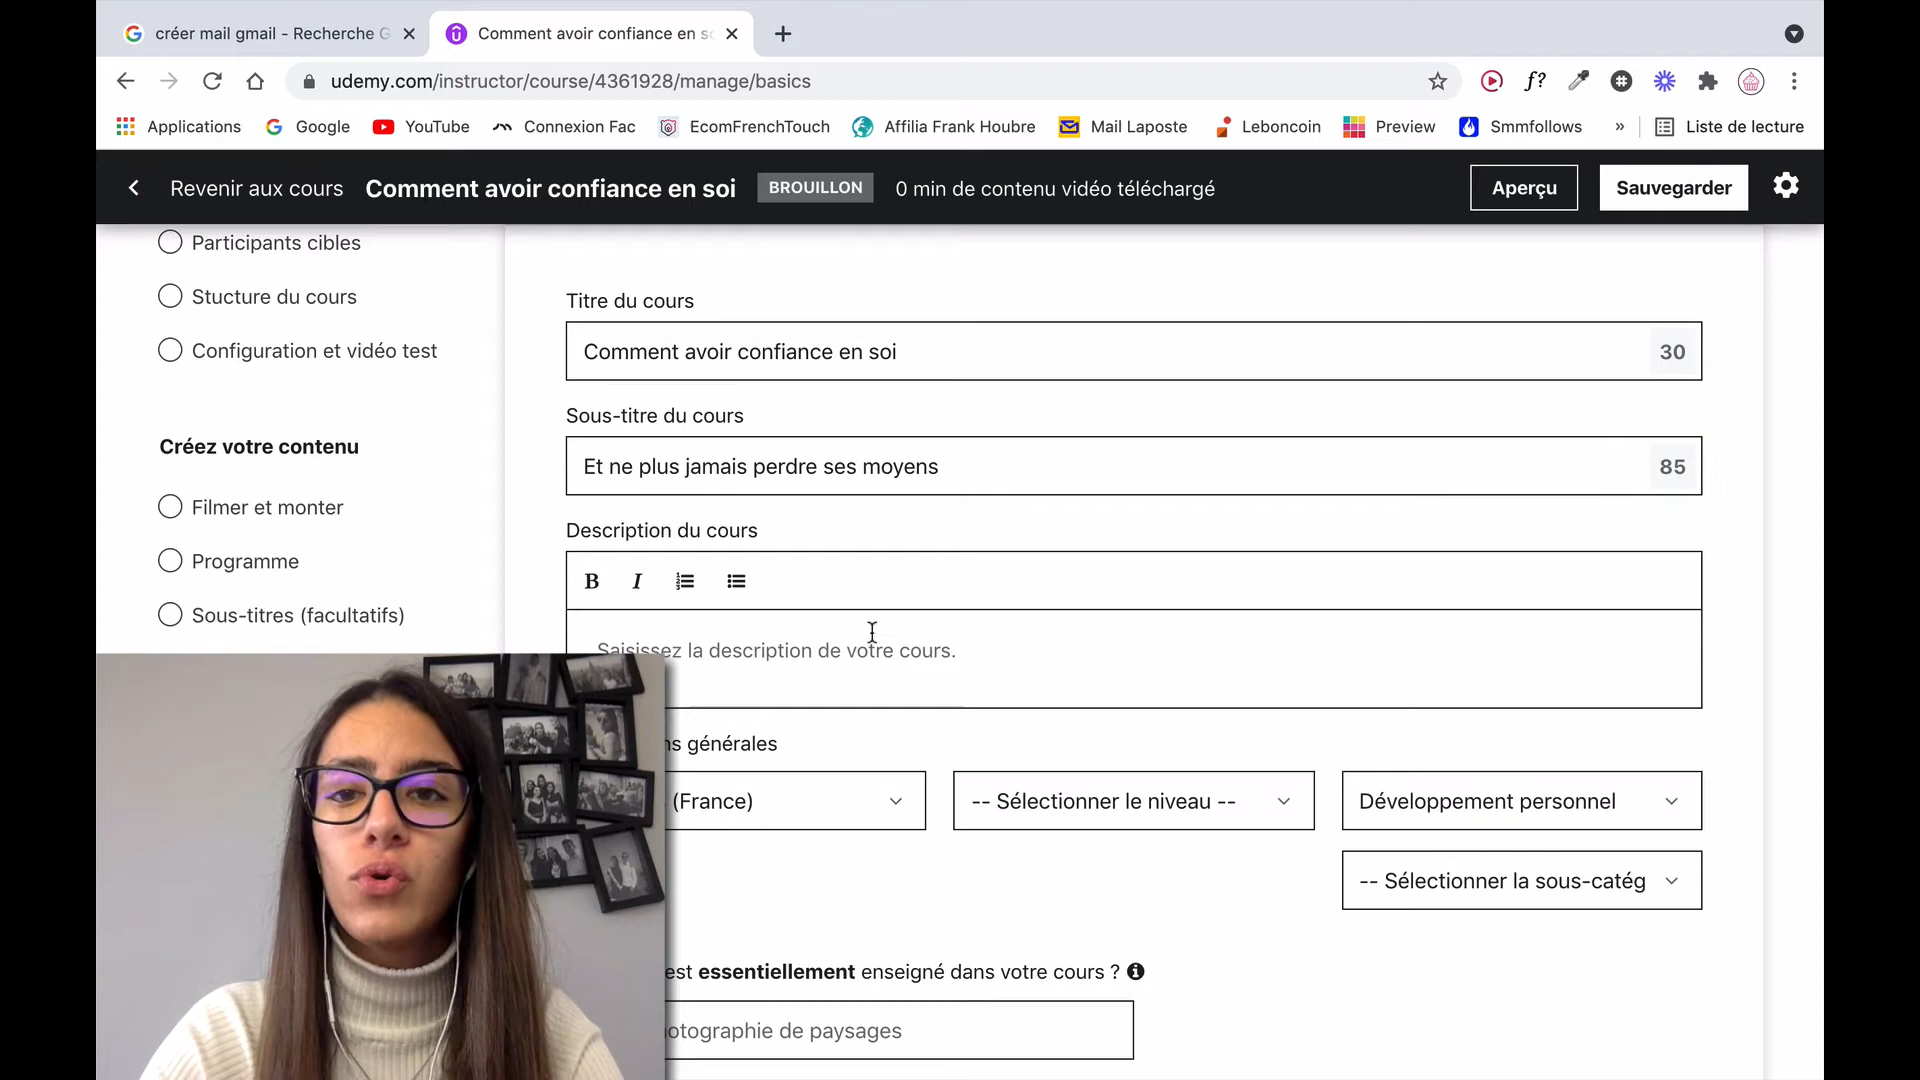 créer mail gmail - Recherche G
Comment avoir confiance en so
udemy.com/instructor/course/4361928/manage/basics
f?
Applications
Google
YouTube
Connexion Fac
EcomFrenchTouch
Affilia Frank Houbre
Mail Laposte
Leboncoin
Preview
Smmfollows
»
Liste de lecture
Revenir aux cours
Comment avoir confiance en soi
BROUILLON
0 min de contenu vidéo téléchargé
Aperçu
Sauvegarder
Participants cibles
Stucture du cours
Configuration et vidéo test
Créez votre contenu
Filmer et monter
Programme
Sous-titres (facultatifs)
Titre du cours
Comment avoir confiance en soi
30
Sous-titre du cours
Et ne plus jamais perdre ses moyens
85
Description du cours
B I
Saisissez la description de votre cours.
ns générales
(France)
-- Sélectionner le niveau --
Développement personnel
-- Sélectionner la sous-catég
est essentiellement enseigné dans votre cours ?
otographie de paysages